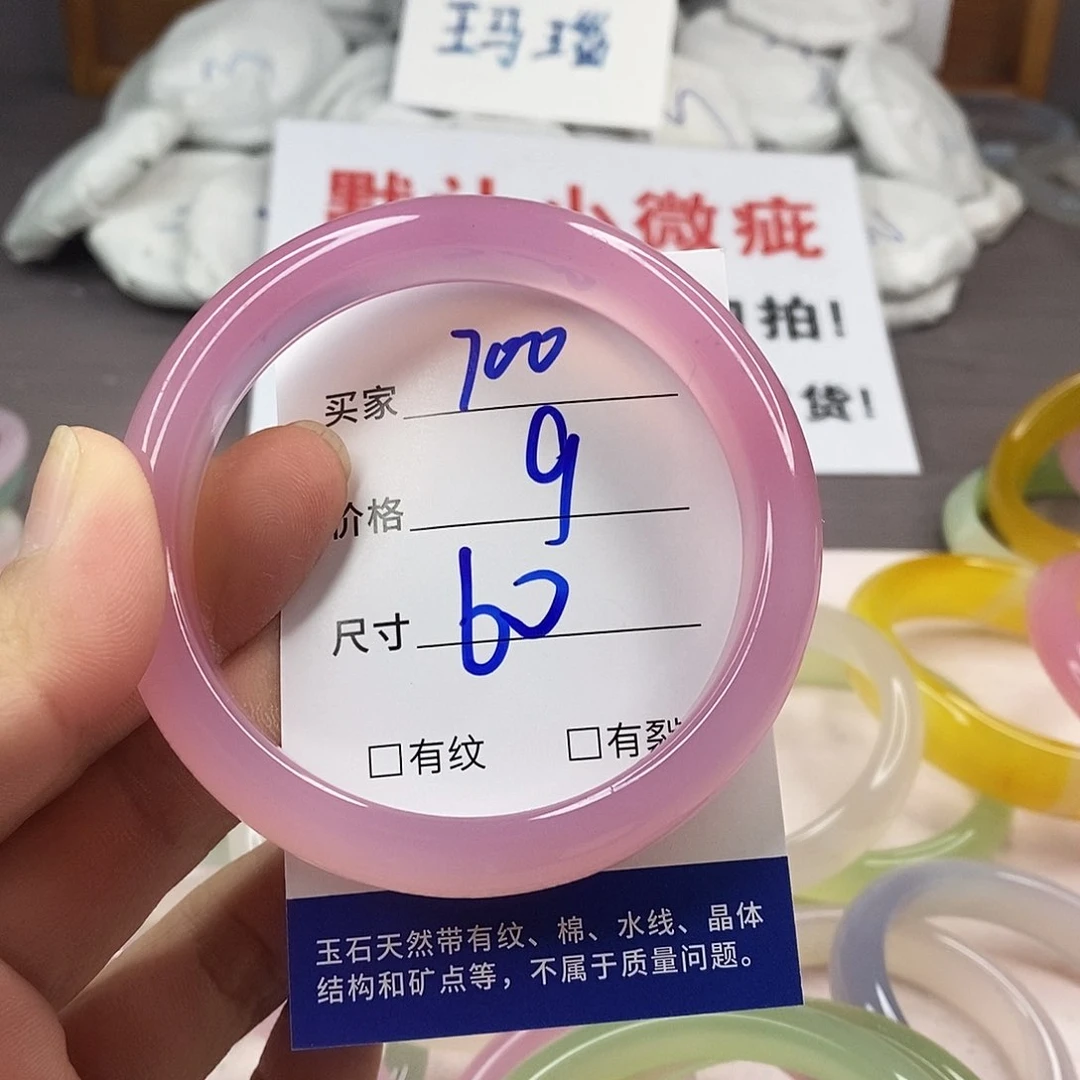 玛瑙
小微疵
拍!
货!
买家 700
价格 9
尺寸 60
□有纹 □有裂
玉石天然带有纹、棉、水线、晶体
结构和矿点等，不属于质量问题。